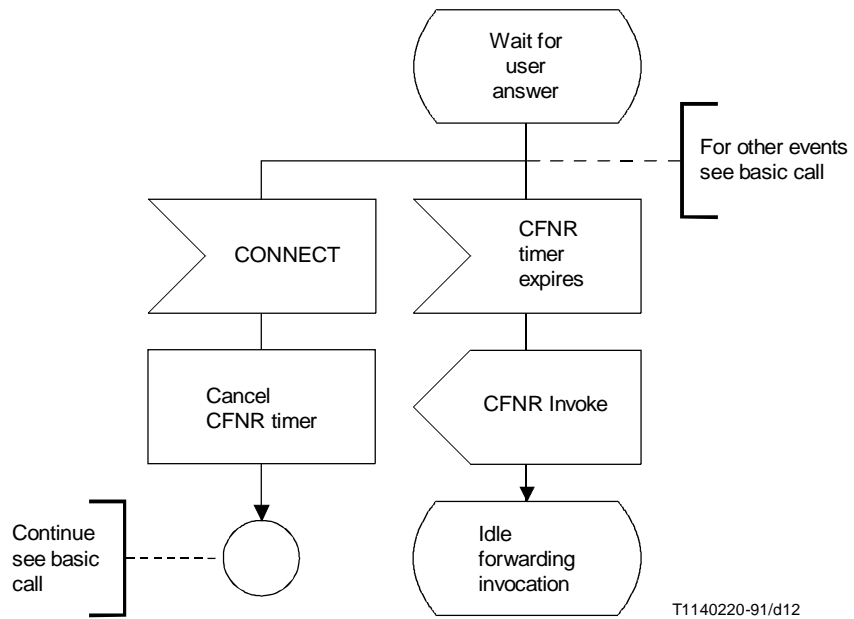 Wait for
user
answer
For other events
see basic call
CONNECT
CFNR
timer
expires
Cancel
CFNR timer
CFNR Invoke
Continue
see basic
call
Idle
forwarding
invocation
T1140220-91/d12